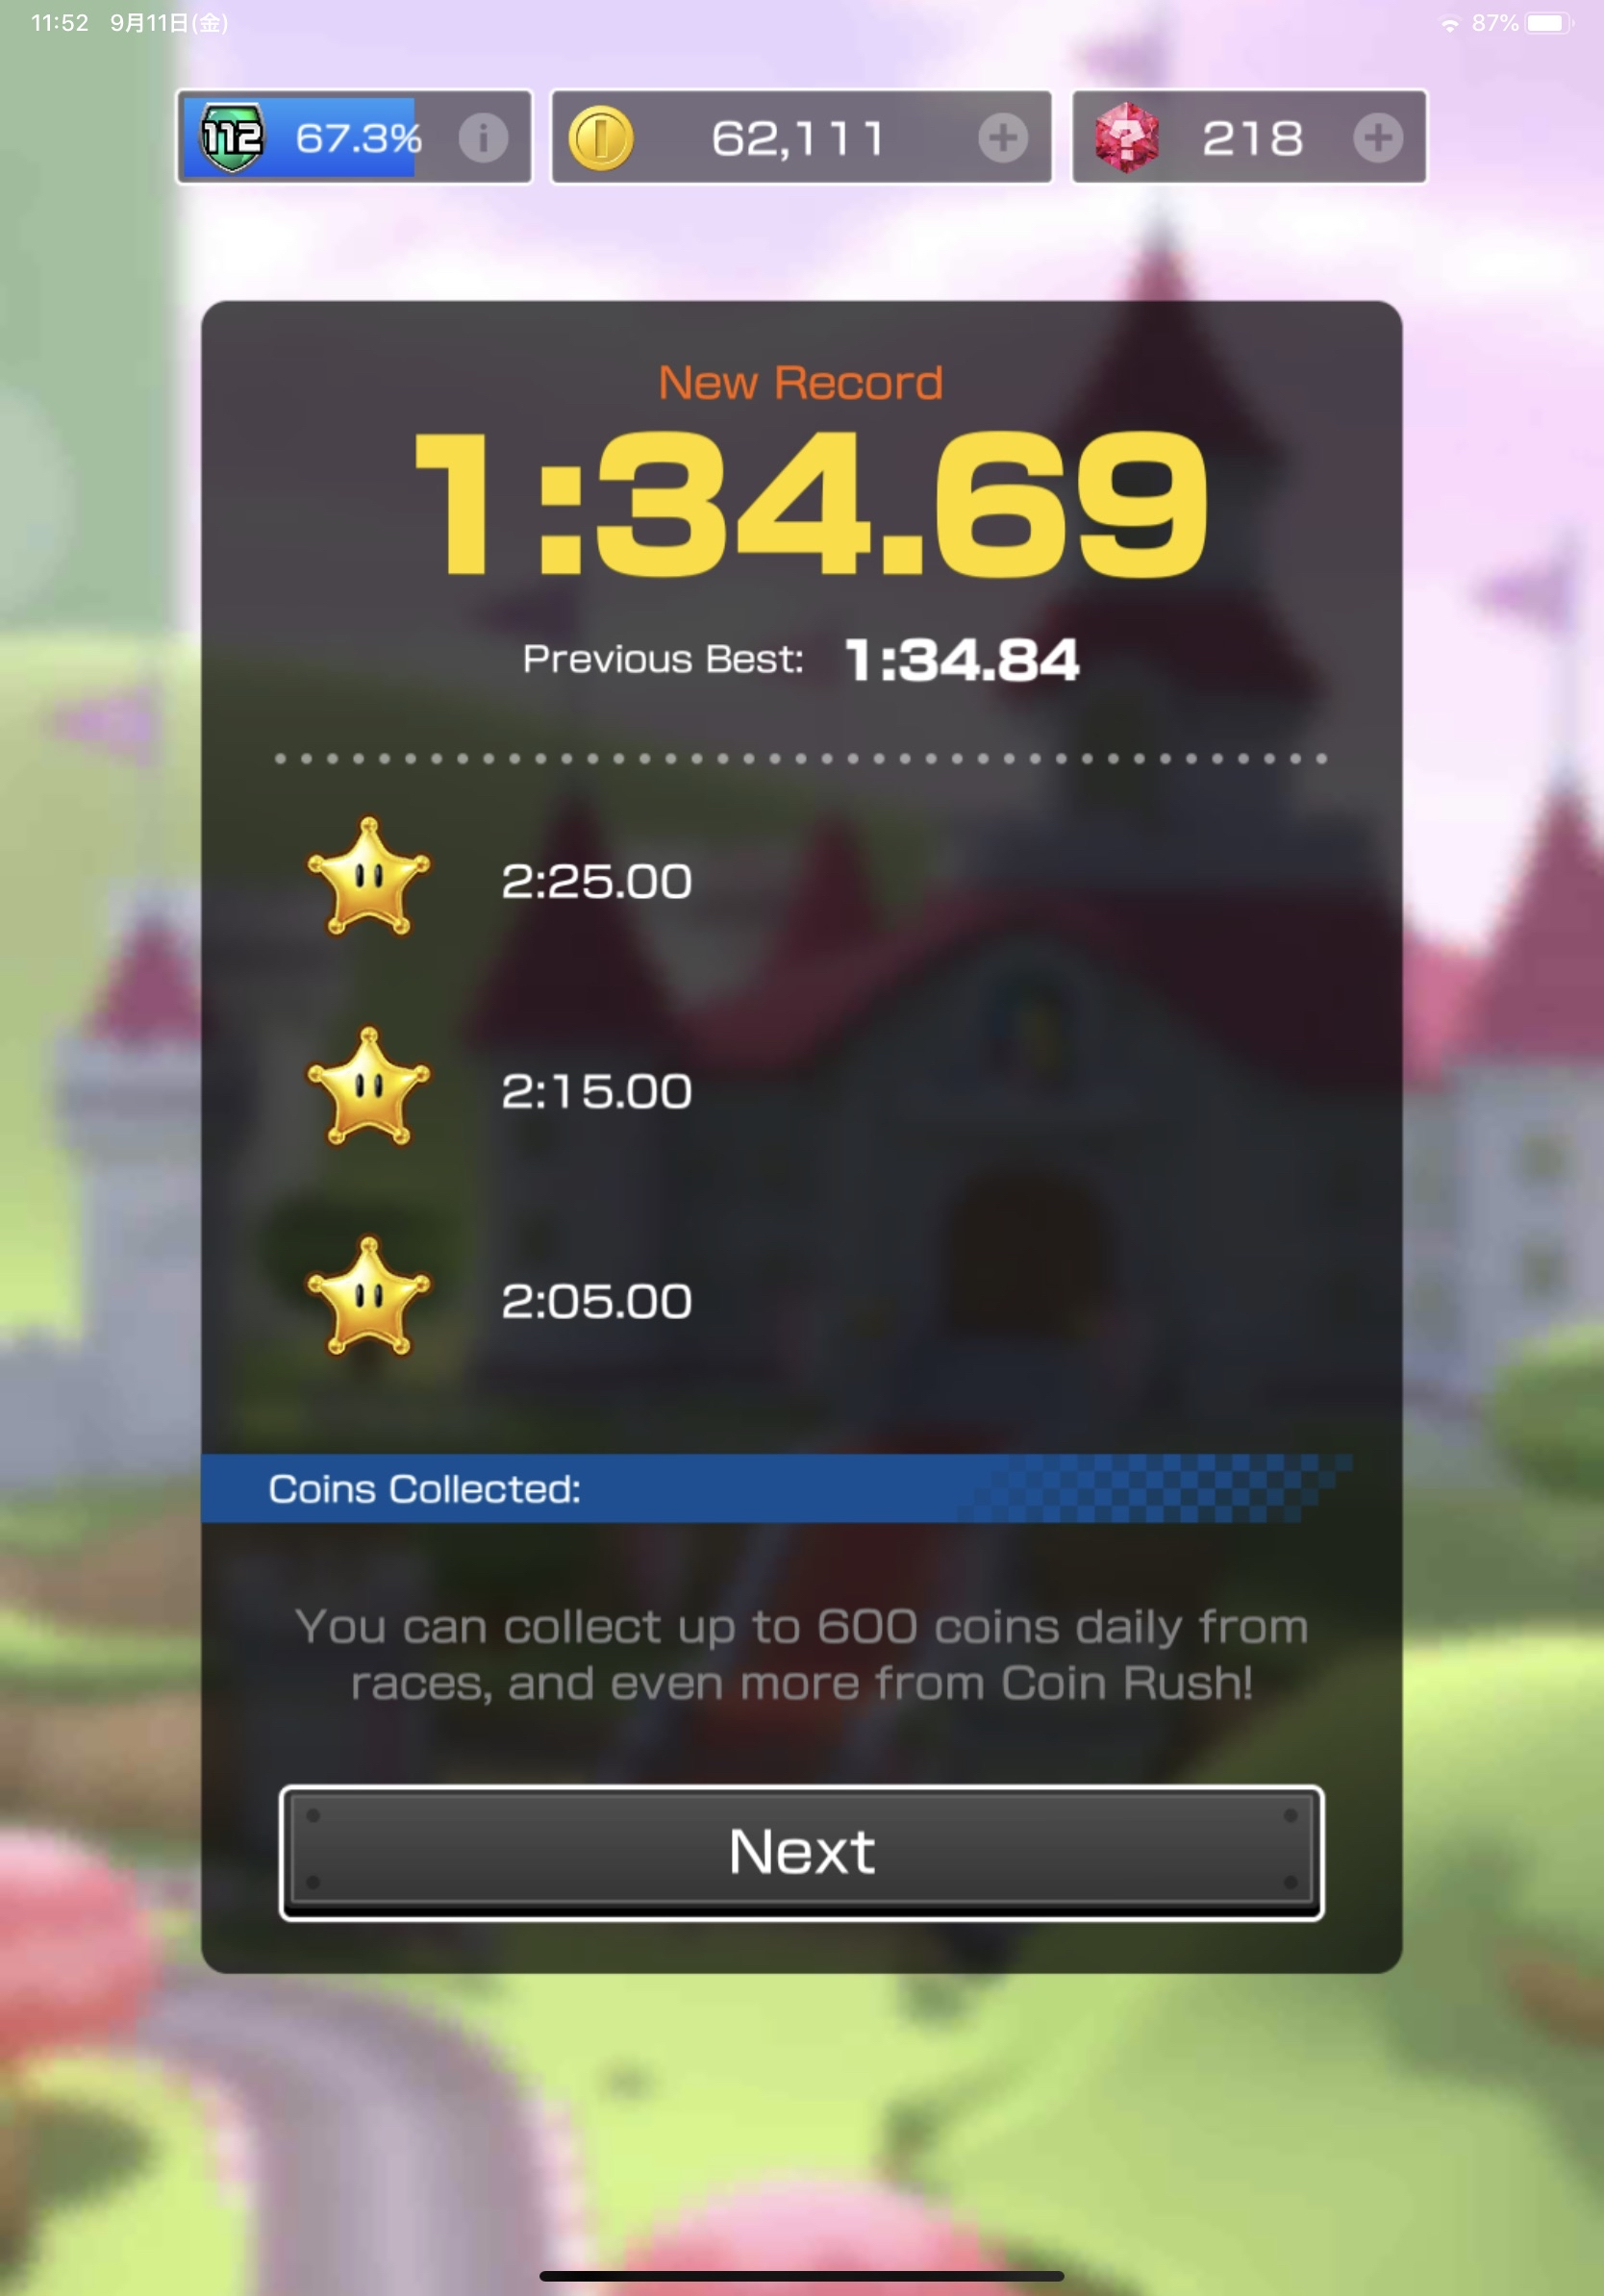 11:52 9月11日(金)
87%
112 67.3% i
62,111 +
? 218 +
New Record
1:34.69
Previous Best: 1:34.84
2:25.00
2:15.00
2:05.00
Coins Collected:
You can collect up to 600 coins daily from
races, and even more from Coin Rush!
Next